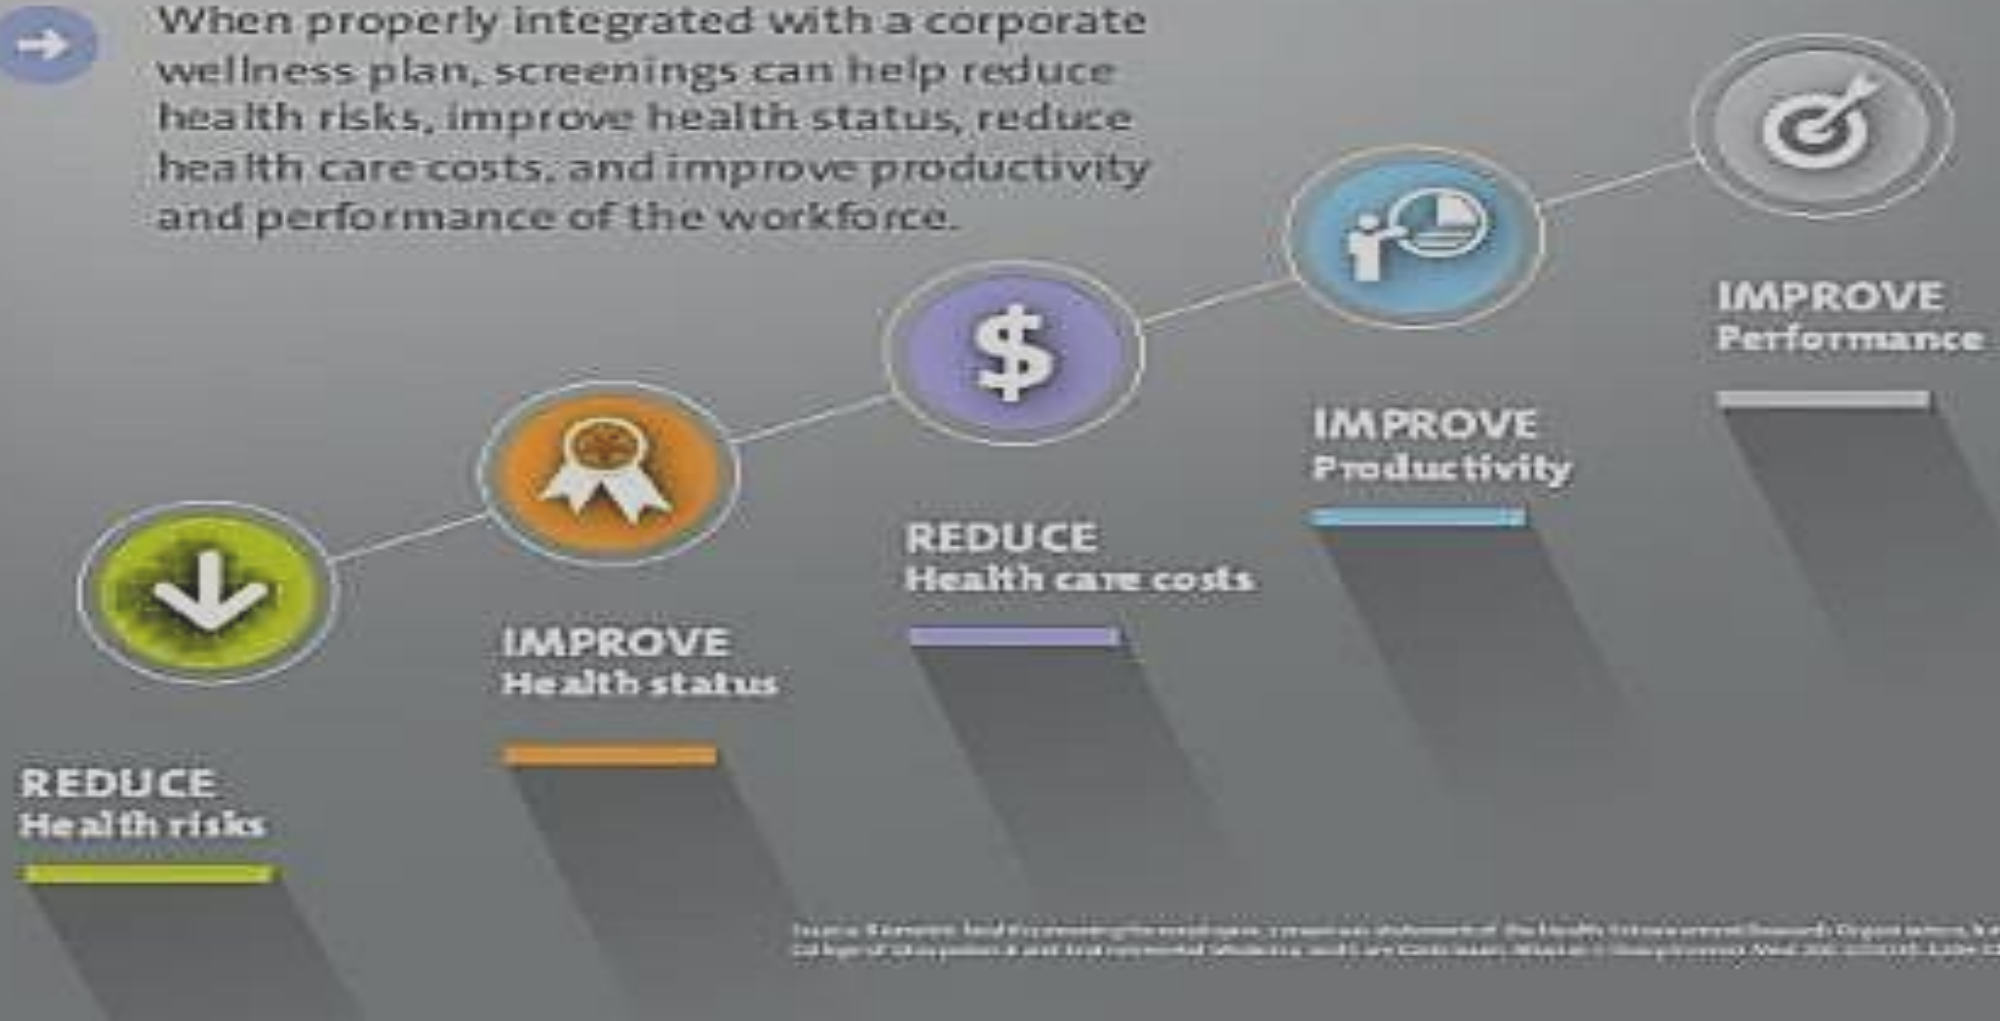 When properly integrated with a corporate
wellness plan, screenings can help reduce
health risks, improve health status, reduce
health care costs, and improve productivity
and performance of the workforce.
IMPROVE
Performance
IMPROVE
Productivity
REDUCE
Health care costs
IMPROVE
Health status
REDUCE
Health risks
$